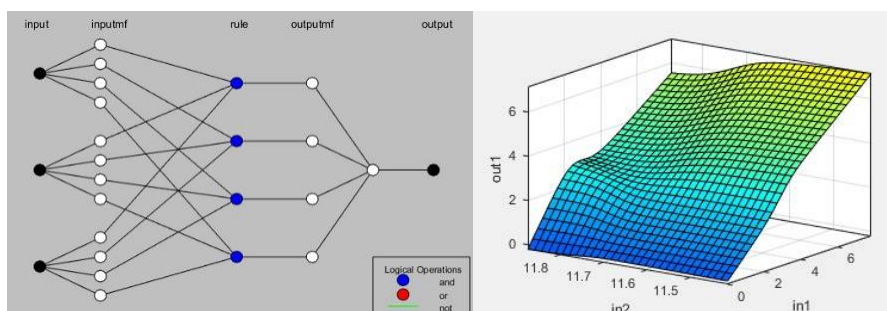 input inputmf rule outputmf output
Logical Operations
and
or
not
out1
6
4
2
0
11.8 11.7 11.6 11.5
0 2 4 6
in2 in1